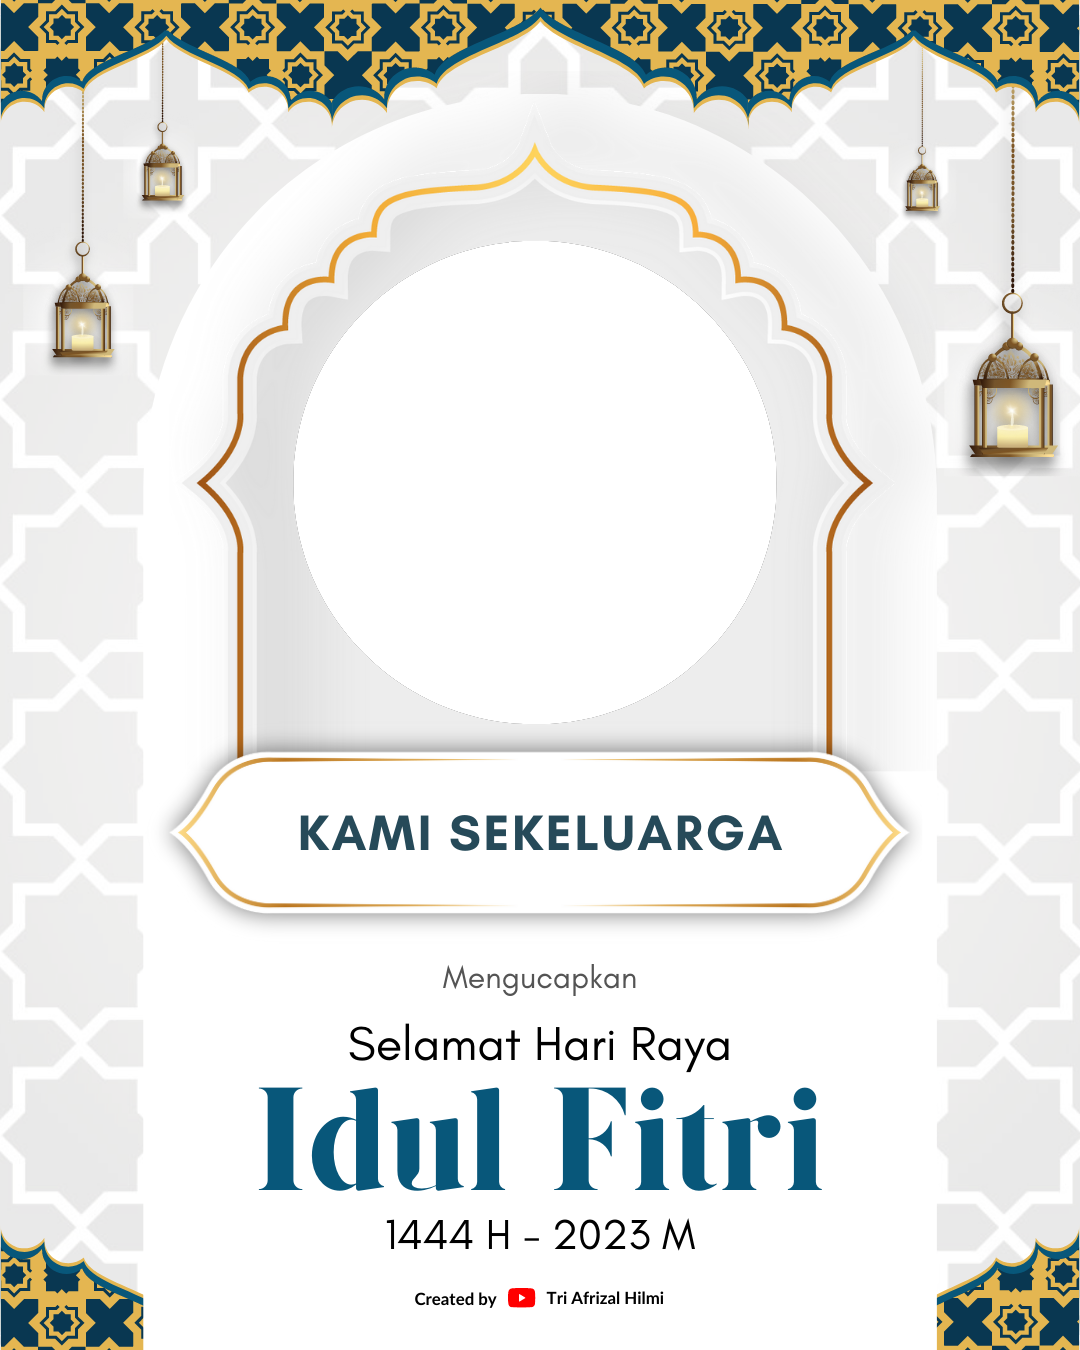 KAMI SEKELUARGA
Mengucapkan
Selamat Hari Raya
Idul Fitri
1444 H - 2023 M
Created by Tri Afrizal Hilmi